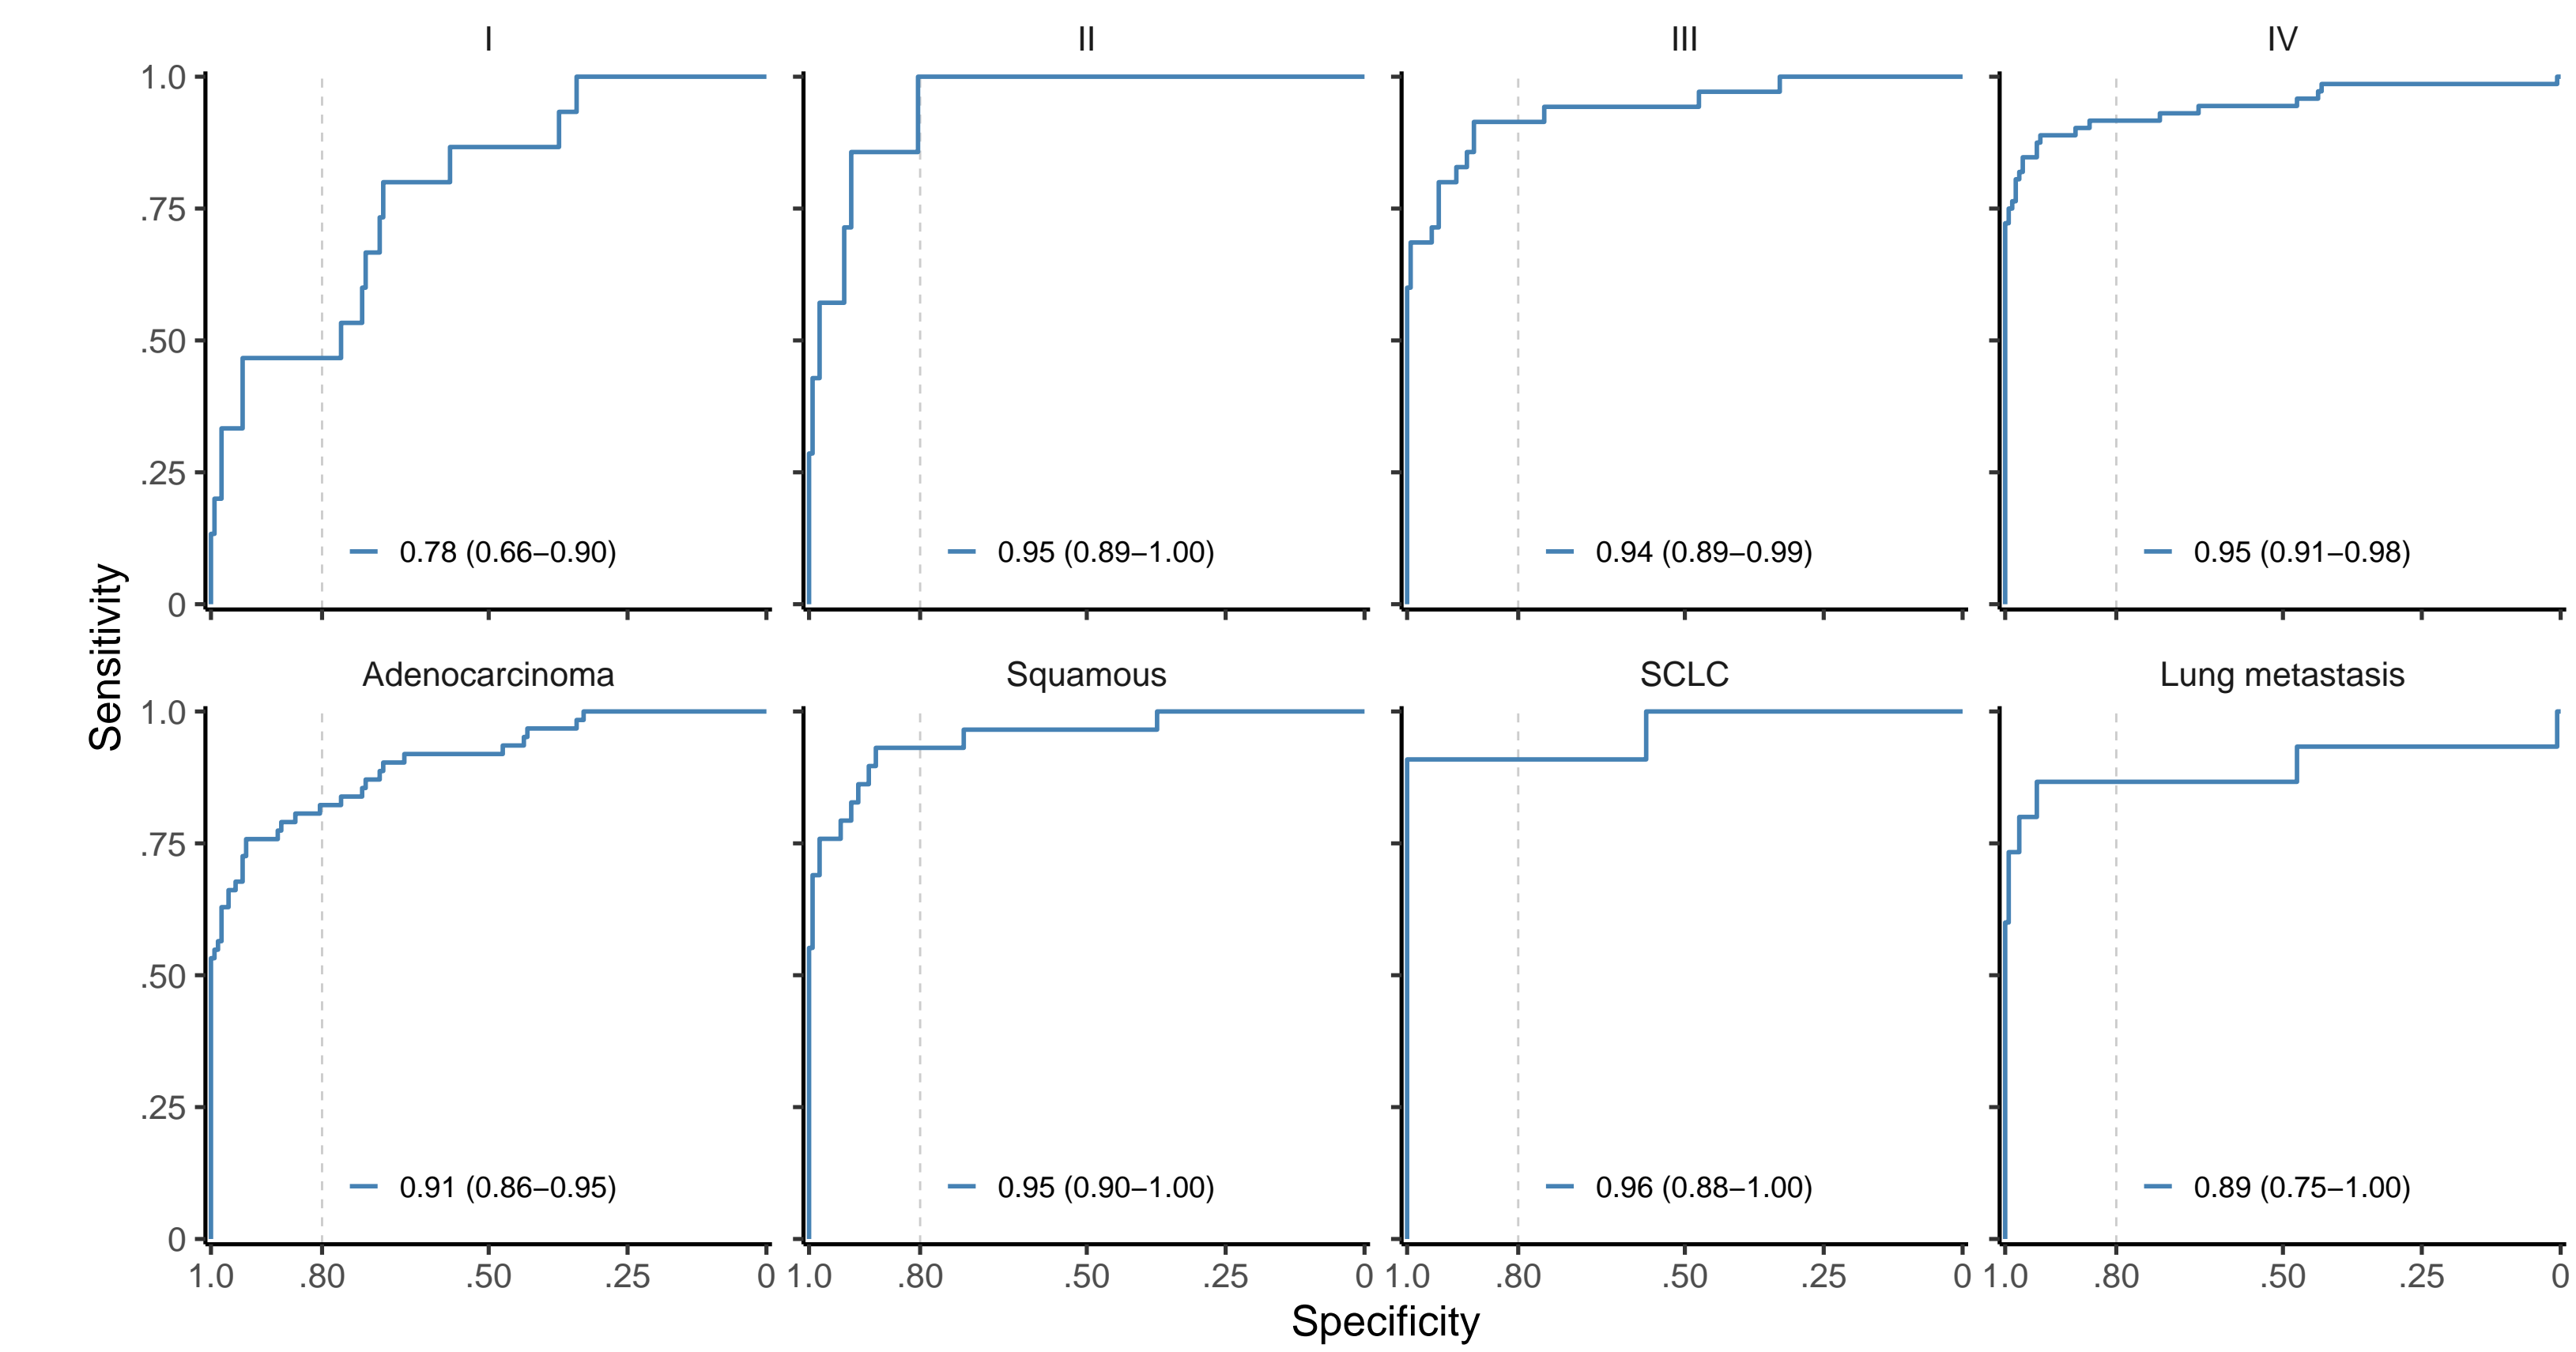 I II III IV
1.0
.75
.50
.25
0
0.78 (0.66–0.90) 0.95 (0.89–1.00) 0.94 (0.89–0.99) 0.95 (0.91–0.98)
Sensitivity
Adenocarcinoma Squamous SCLC Lung metastasis
1.0
.75
.50
.25
0
0.91 (0.86–0.95) 0.95 (0.90–1.00) 0.96 (0.88–1.00) 0.89 (0.75–1.00)
1.0 .80 .50 .25 0 1.0 .80 .50 .25 0 1.0 .80 .50 .25 0 1.0 .80 .50 .25 0
Specificity